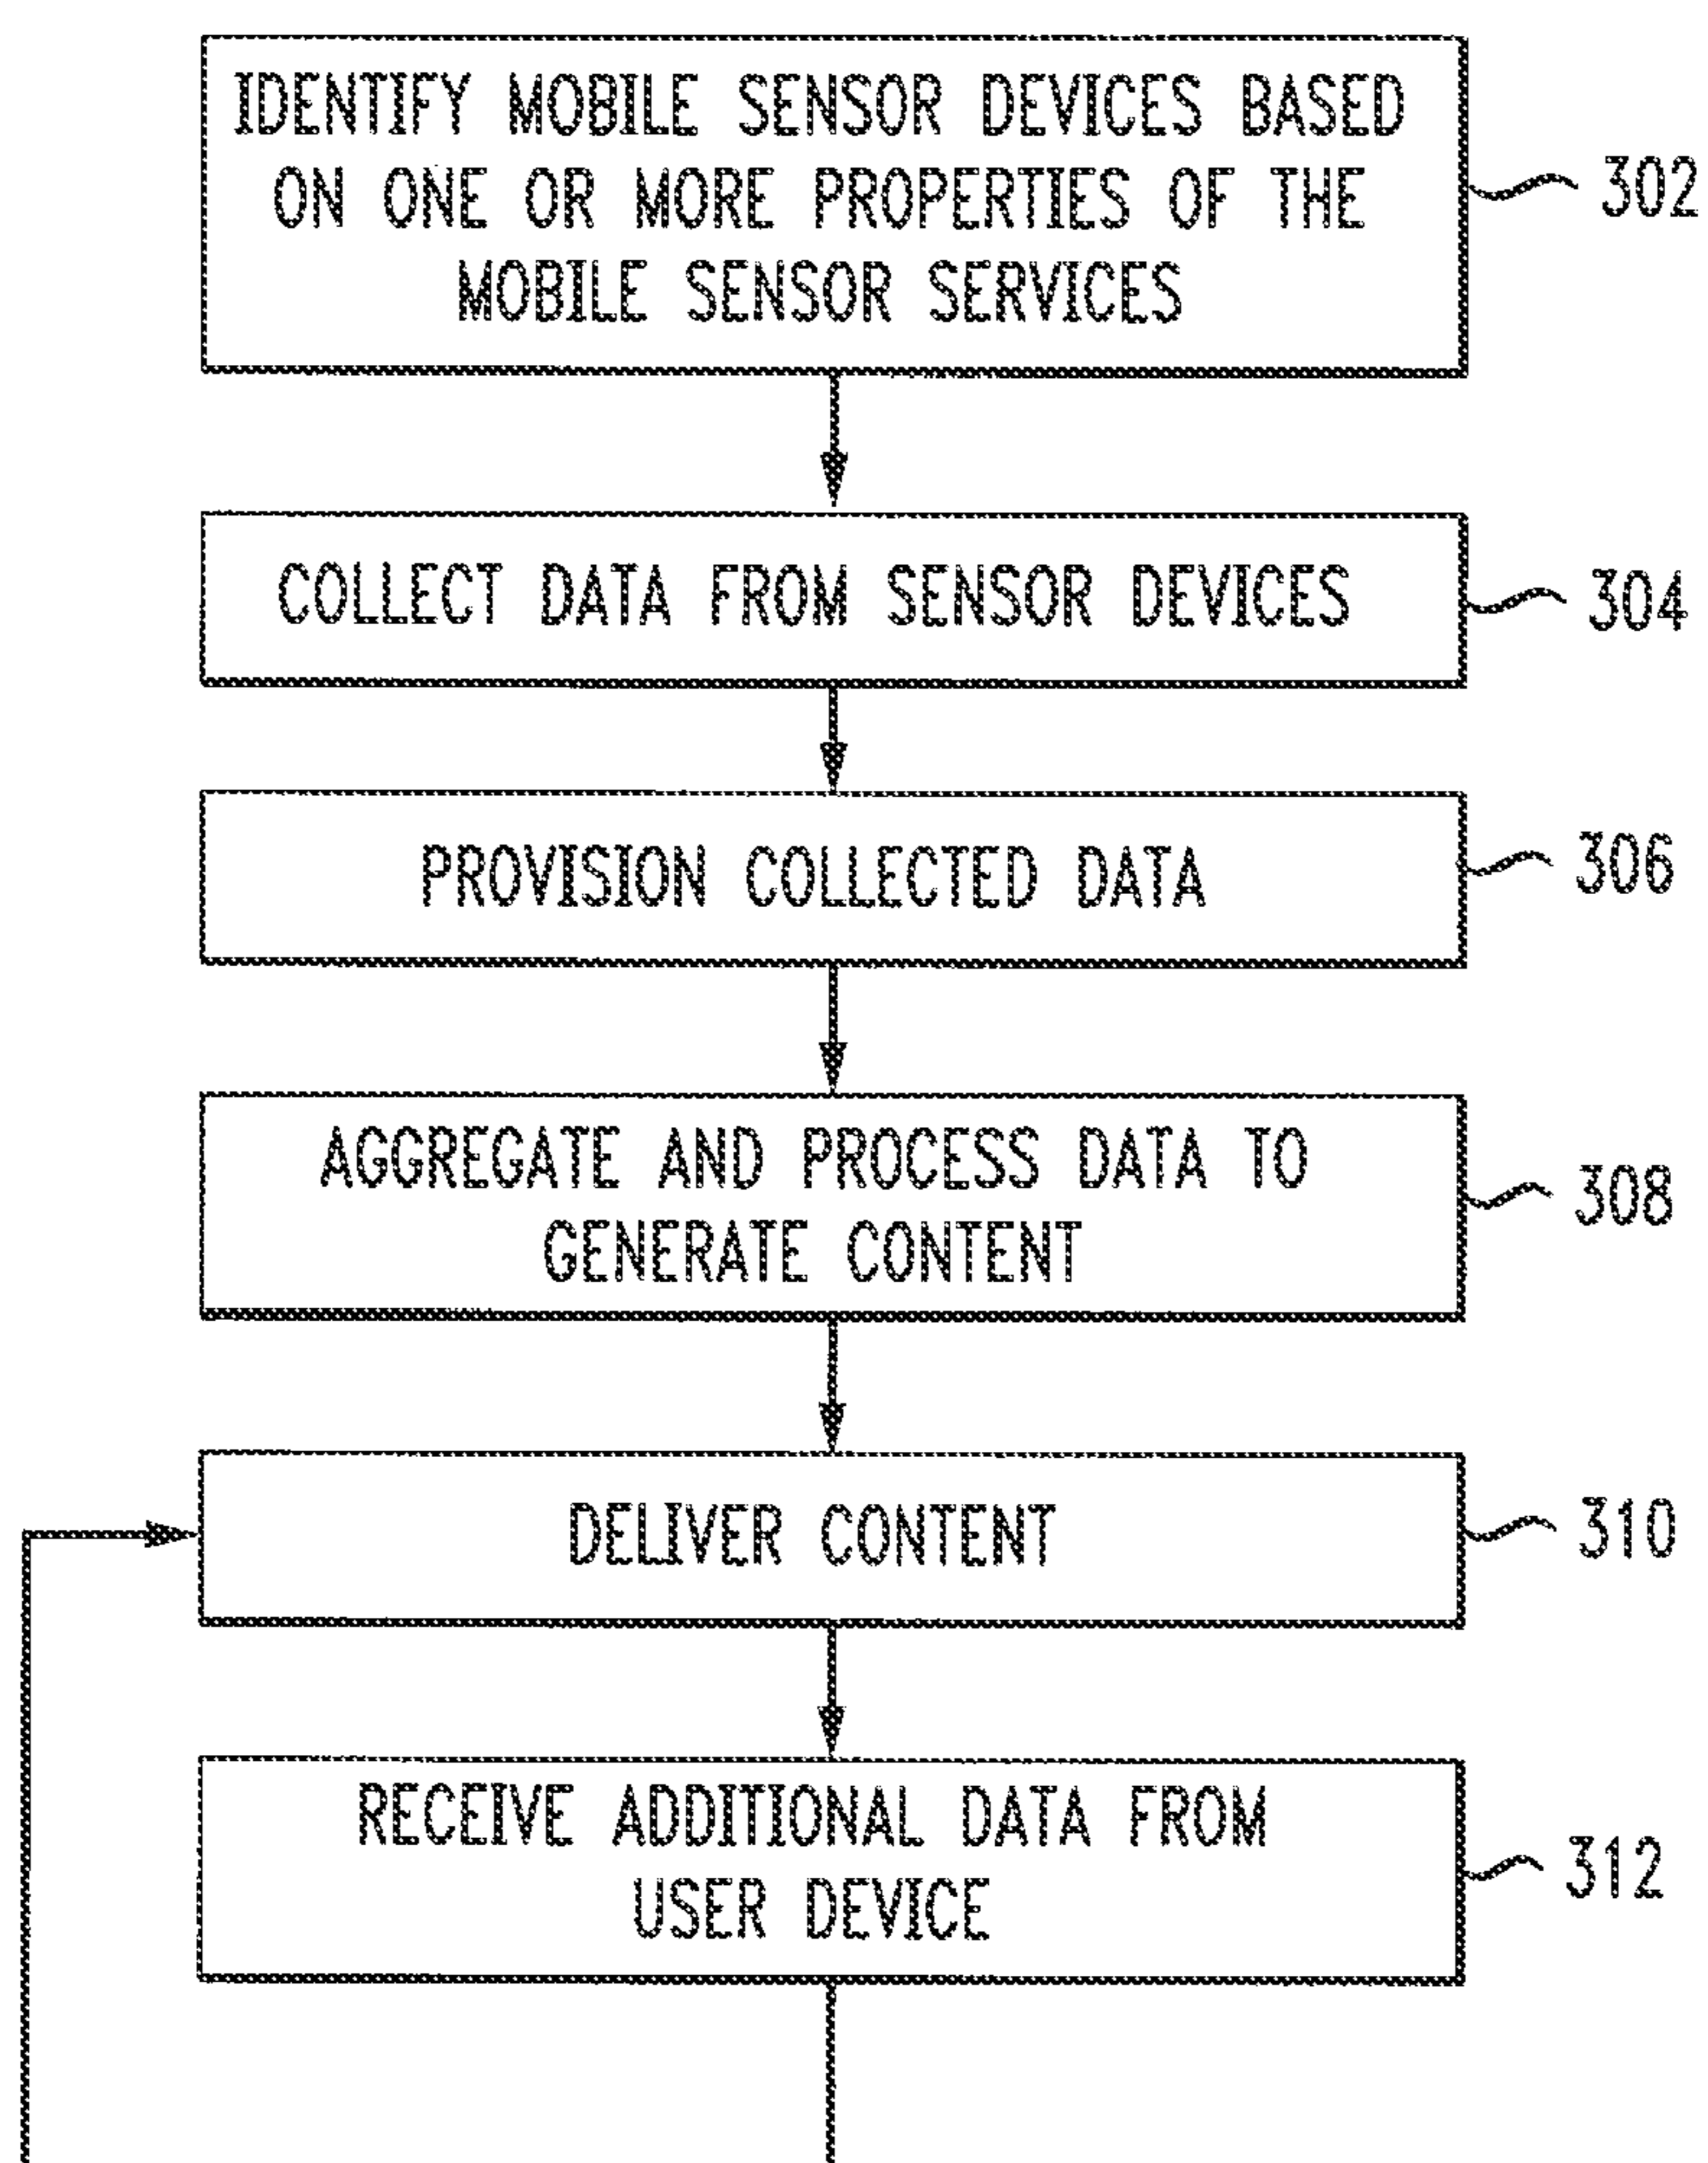 IDENTIFY MOBILE SENSOR DEVICES BASED
ON ONE OR MORE PROPERTIES OF THE
MOBILE SENSOR SERVICES
302
COLLECT DATA FROM SENSOR DEVICES
304
PROVISION COLLECTED DATA
306
AGGREGATE AND PROCESS DATA TO
GENERATE CONTENT
308
DELIVER CONTENT
310
RECEIVE ADDITIONAL DATA FROM
USER DEVICE
312